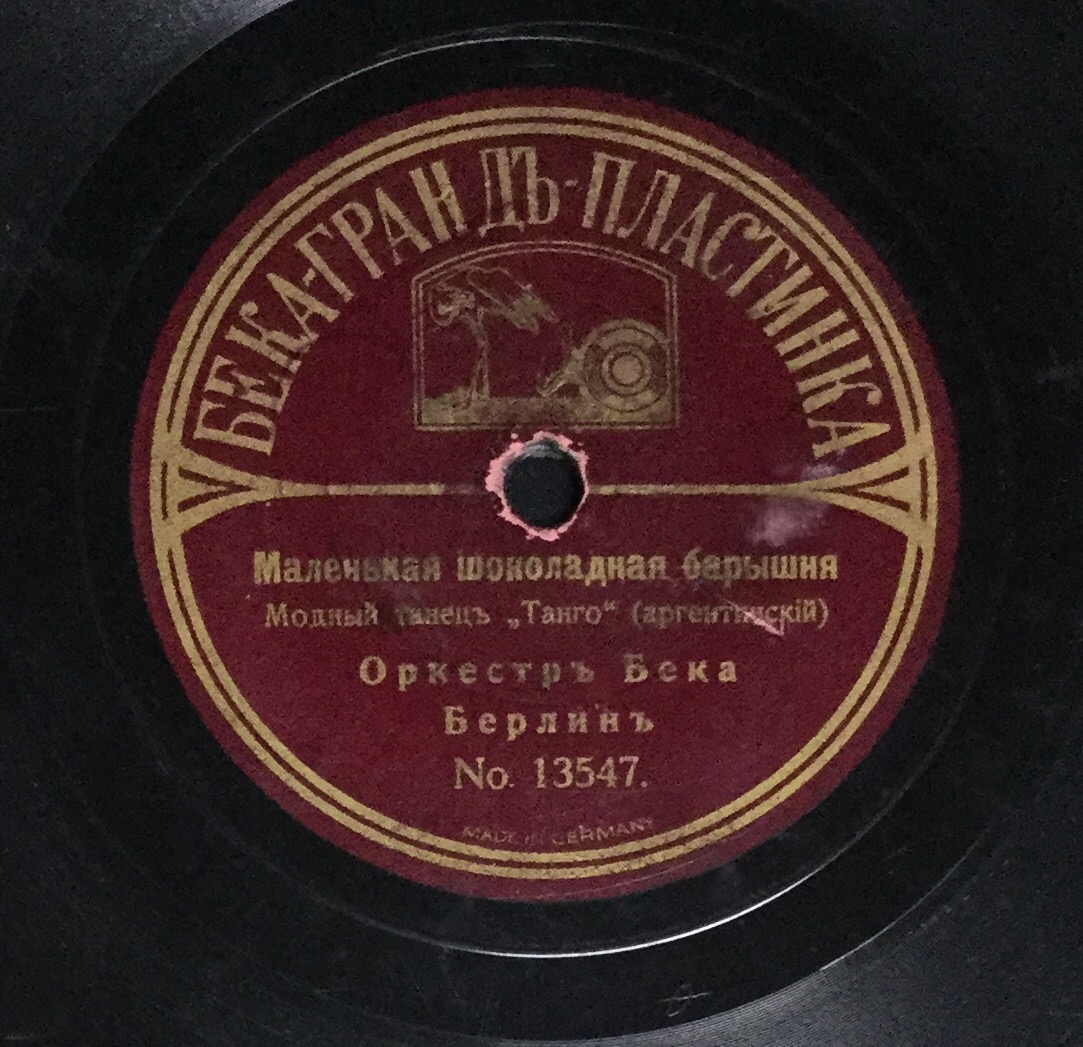 БЕКА-ГРАНДЪ-ПЛАСТИНКА
Маленькая шоколадная барышня
Модный танецъ „Танго“ (аргентинскій)
Оркестръ Бека
Берлинъ
No. 13547.
MADE IN GERMANY